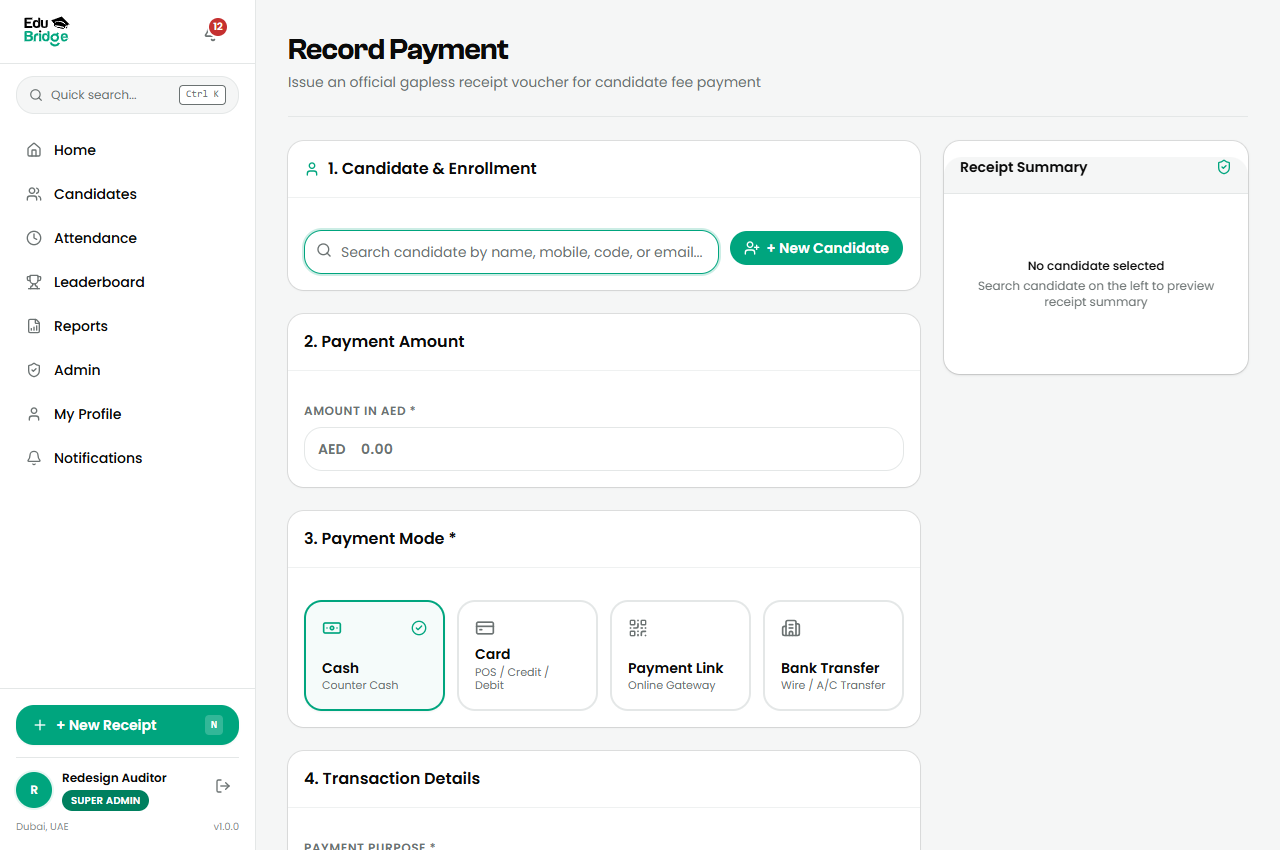 Edu
Bridge
12
Quick search...
Ctrl K
Home
Candidates
Attendance
Leaderboard
Reports
Admin
My Profile
Notifications
+ New Receipt
N
R
Redesign Auditor
SUPER ADMIN
Dubai, UAE
v1.0.0
Record Payment
Issue an official gapless receipt voucher for candidate fee payment
1. Candidate & Enrollment
Search candidate by name, mobile, code, or email...
+ New Candidate
2. Payment Amount
AMOUNT IN AED *
AED 0.00
3. Payment Mode *
Cash
Counter Cash
Card
POS / Credit /
Debit
Payment Link
Online Gateway
Bank Transfer
Wire / A/C Transfer
4. Transaction Details
PAYMENT PURPOSE *
Receipt Summary
No candidate selected
Search candidate on the left to preview
receipt summary